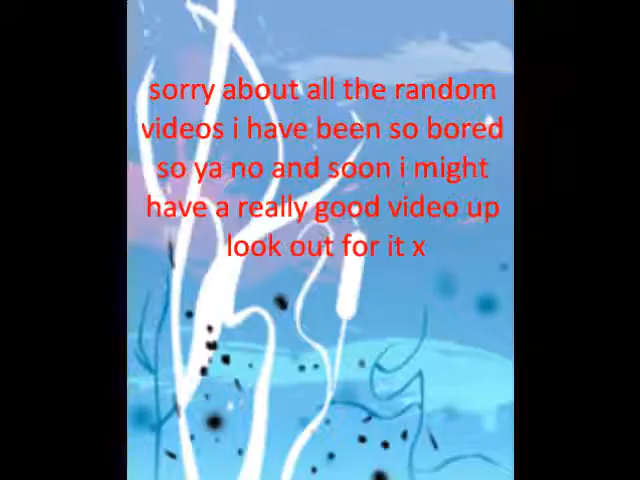 sorry about all the random
videos i have been so bored
so ya no and soon i might
have a really good video up
look out for it x